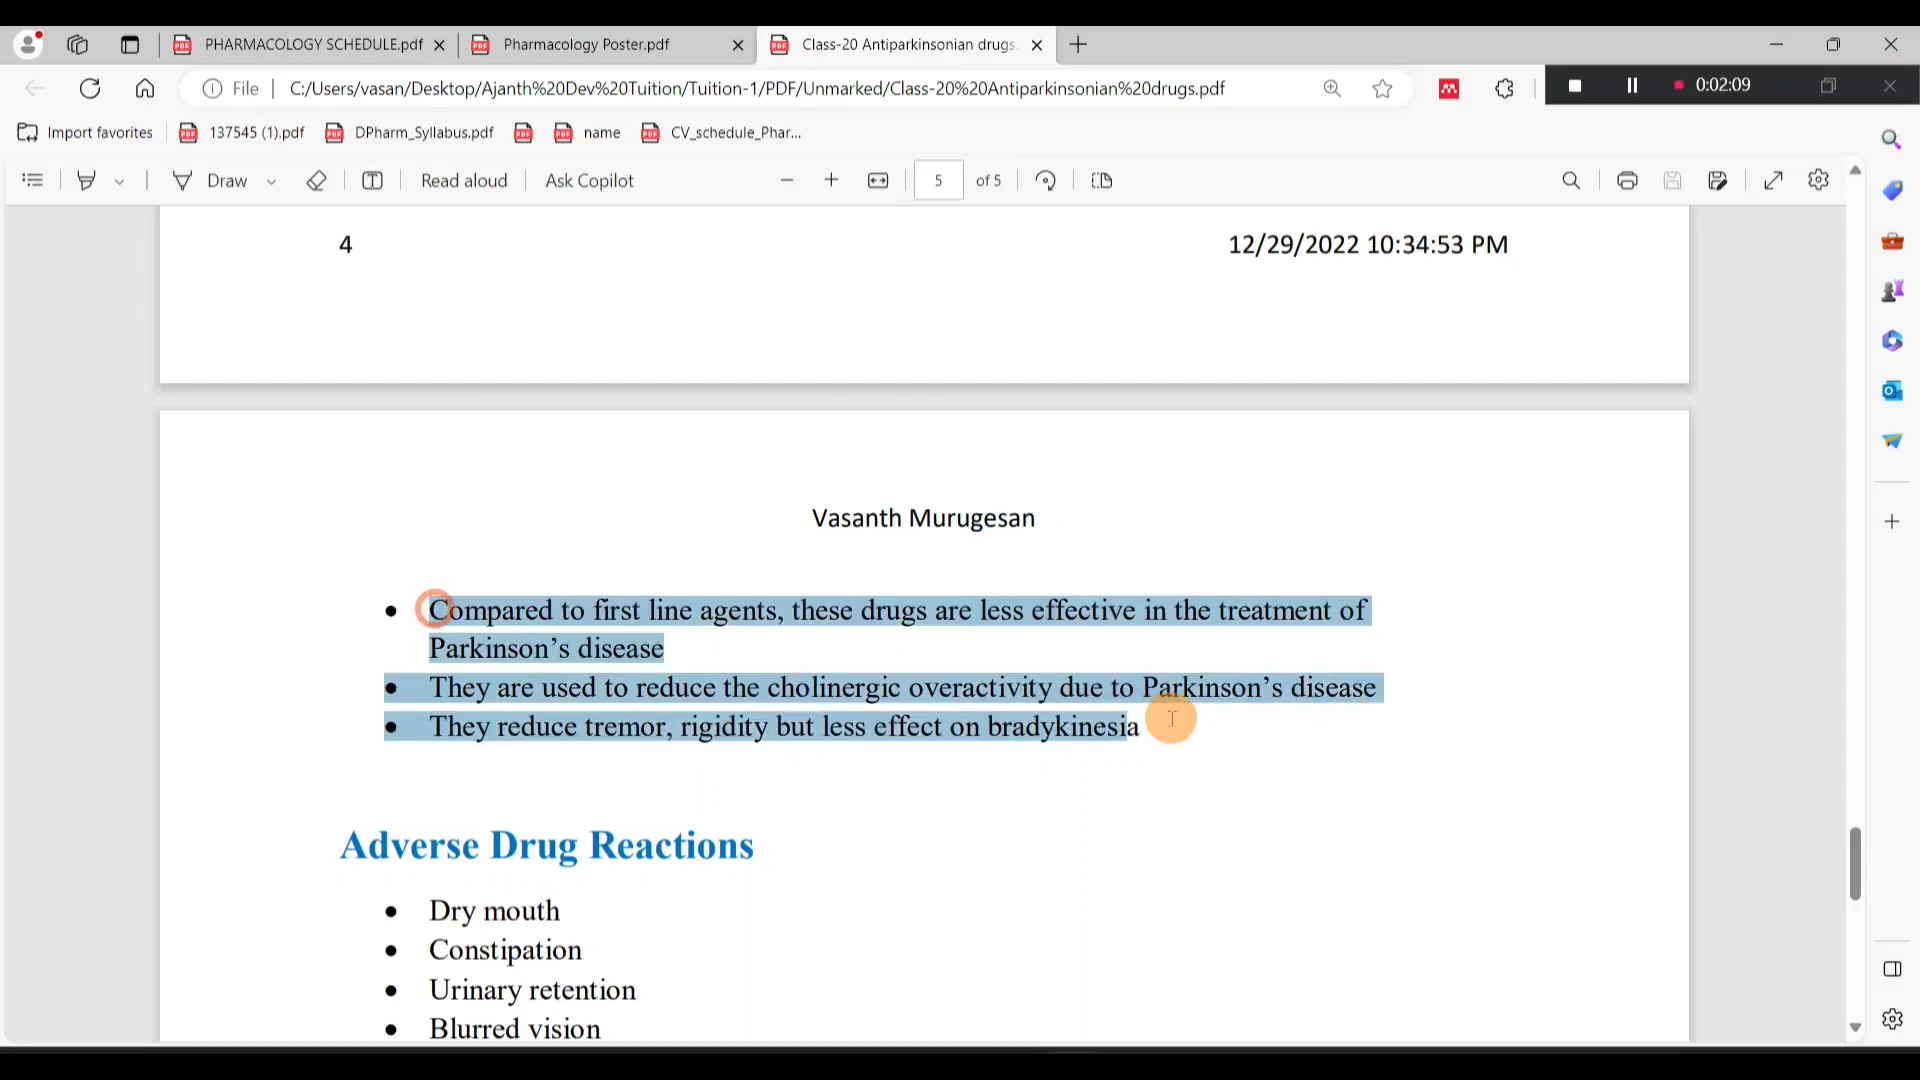 PHARMACOLOGY SCHEDULE.pdf
Pharmacology Poster.pdf
Class-20 Antiparkinsonian drugs.
File
C:/Users/vasan/Desktop/Ajanth%20Dev%20Tuition/Tuition-1/PDF/Unmarked/Class-20%20Antiparkinsonian%20drugs.pdf
0:02:09
Import favorites
137545 (1).pdf
DPharm_Syllabus.pdf
name
CV_schedule_Phar...
Draw
Read aloud
Ask Copilot
5
of 5
4
12/29/2022 10:34:53 PM
Vasanth Murugesan
• Compared to first line agents, these drugs are less effective in the treatment of
Parkinson’s disease
• They are used to reduce the cholinergic overactivity due to Parkinson’s disease
• They reduce tremor, rigidity but less effect on bradykinesia
Adverse Drug Reactions
• Dry mouth
• Constipation
• Urinary retention
• Blurred vision